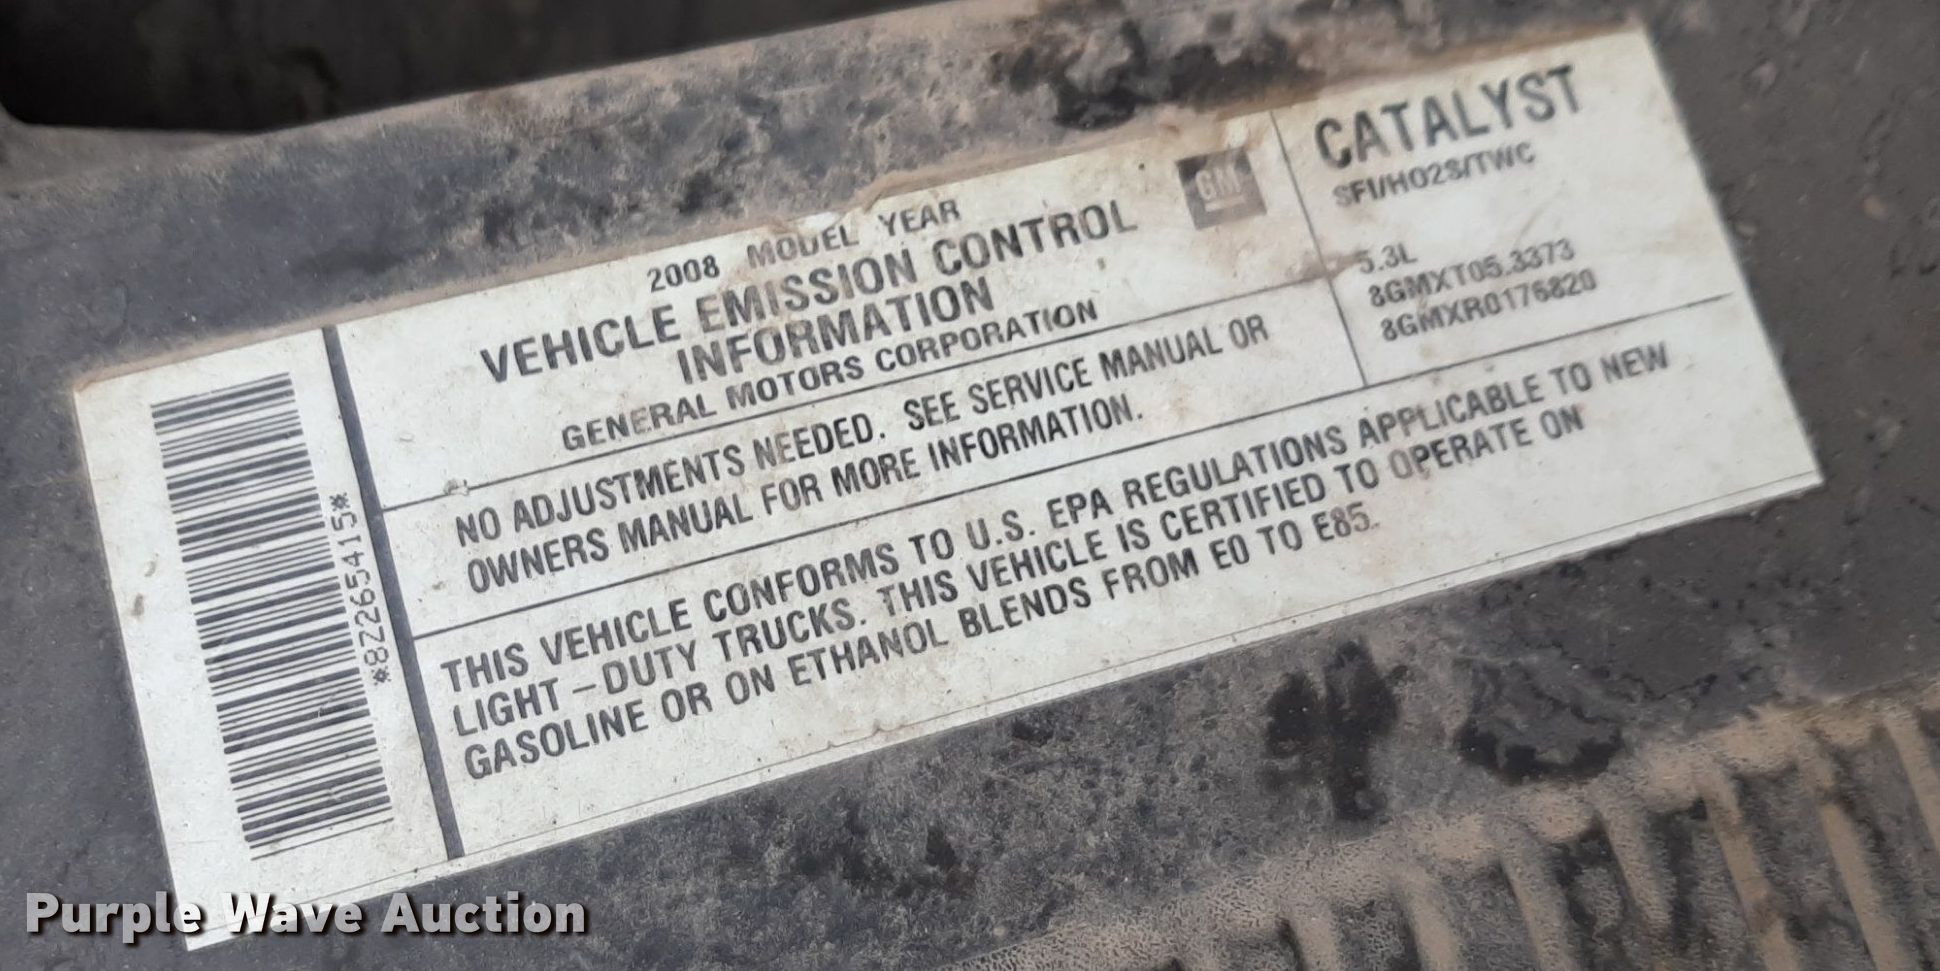 2008 MODEL YEAR
VEHICLE EMISSION CONTROL
INFORMATION
GENERAL MOTORS CORPORATION
GM
CATALYST
SFI/HO2S/TWC
5.3L
8GMXT05.3373
8GMXR0176820
NO ADJUSTMENTS NEEDED. SEE SERVICE MANUAL OR
OWNERS MANUAL FOR MORE INFORMATION.
THIS VEHICLE CONFORMS TO U.S. EPA REGULATIONS APPLICABLE TO NEW
LIGHT-DUTY TRUCKS. THIS VEHICLE IS CERTIFIED TO OPERATE ON
GASOLINE OR ON ETHANOL BLENDS FROM E0 TO E85.
*82265415*
Purple Wave Auction